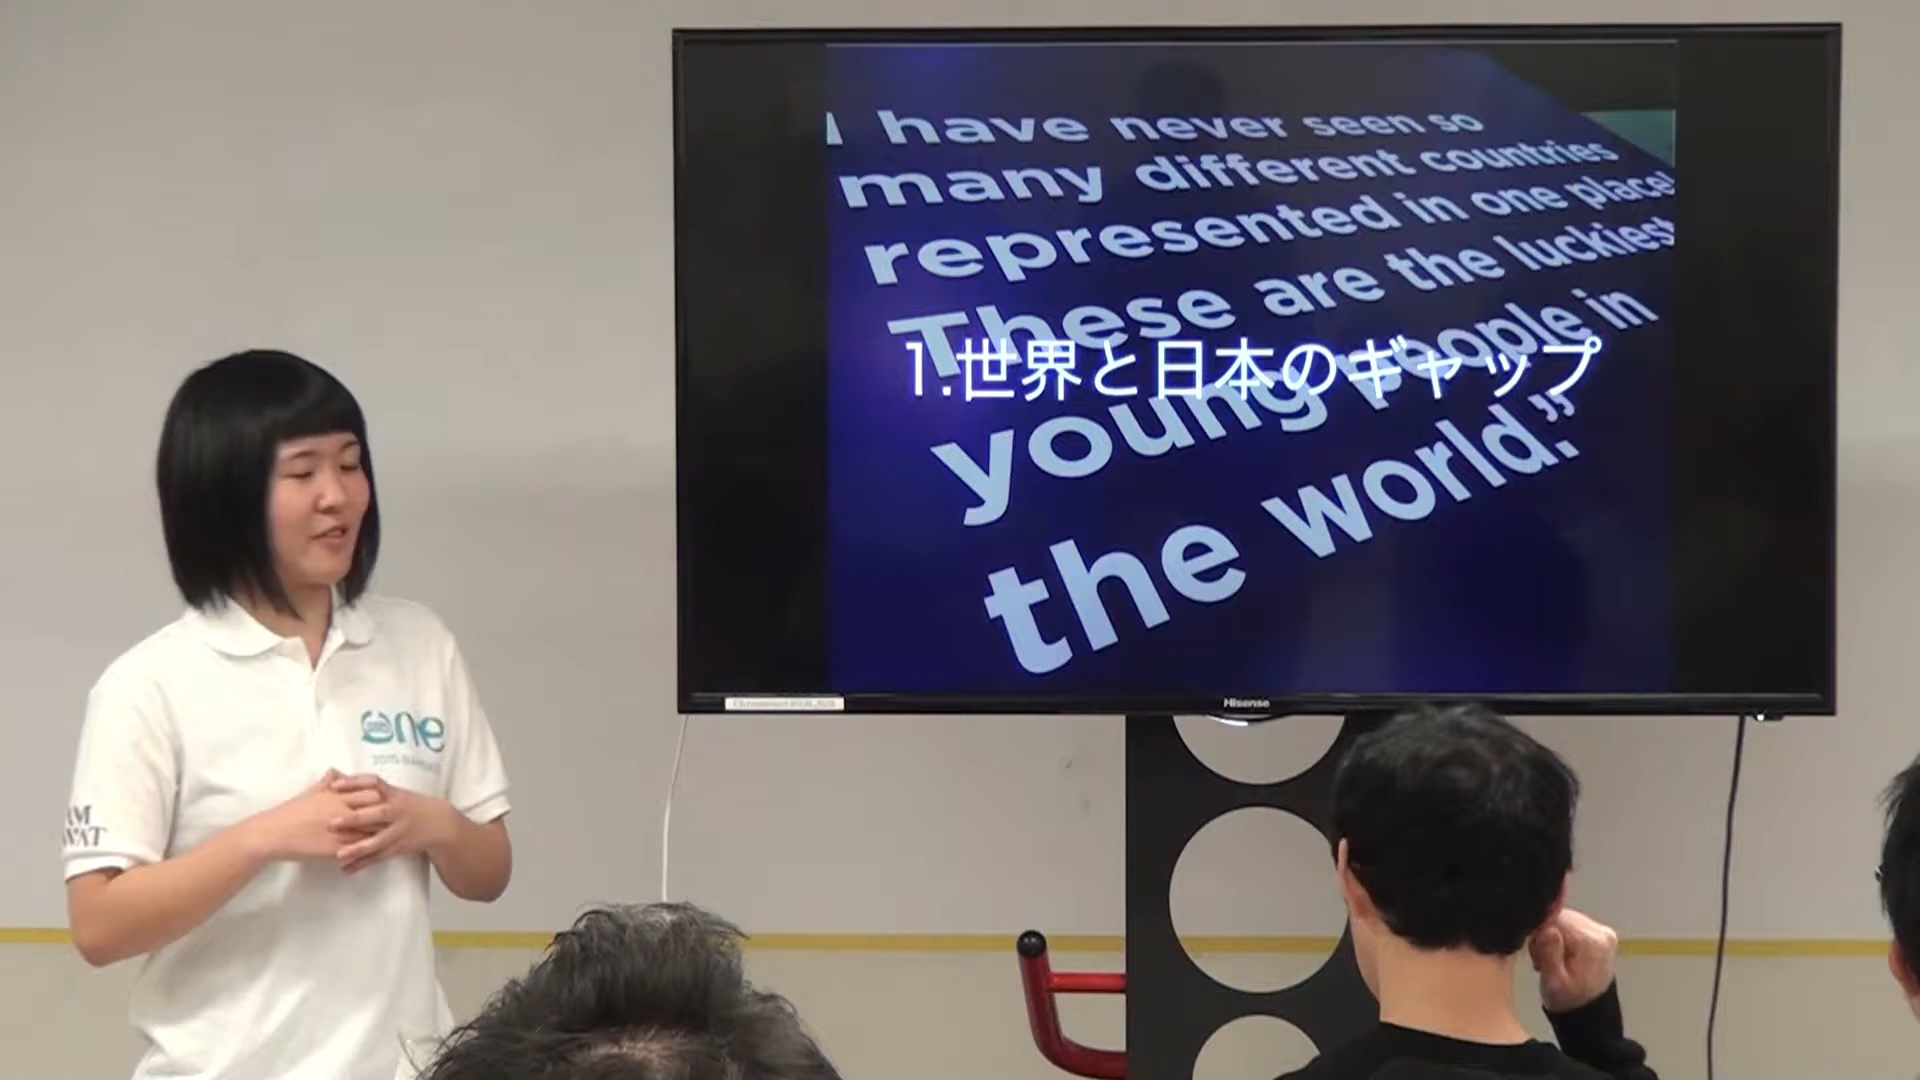 I have never seen so
many different countries
represented in one place!
These are the luckiest
young people in
the world.”
1.世界と日本のギャップ
Hisense
one
2015